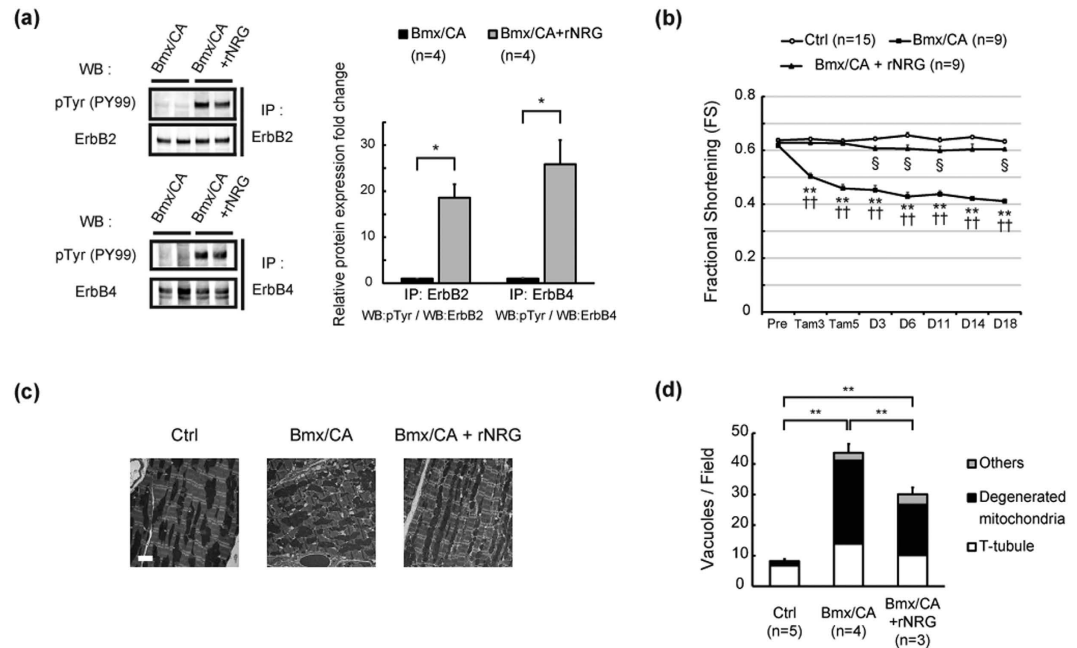 (a)
WB :
Bmx/CA
Bmx/CA
+rNRG
pTyr (PY99)
ErbB2
IP :
ErbB2
WB :
Bmx/CA
Bmx/CA
+rNRG
pTyr (PY99)
ErbB4
IP :
ErbB4
Bmx/CA
(n=4)
Bmx/CA+rNRG
(n=4)
Relative protein expression fold change
30
20
10
0
*
*
IP: ErbB2
WB:pTyr / WB:ErbB2
IP: ErbB4
WB:pTyr / WB:ErbB4
(b)
Ctrl (n=15)
Bmx/CA (n=9)
Bmx/CA + rNRG (n=9)
Fractional Shortening (FS)
0.8
0.6
0.4
0.2
0
§ § § §
** ** ** ** ** ** **
†† †† †† †† †† †† ††
Pre Tam3 Tam5 D3 D6 D11 D14 D18
(c)
Ctrl
Bmx/CA
Bmx/CA + rNRG
(d)
**
** **
Vacuoles / Field
50
40
30
20
10
0
Others
Degenerated
mitochondria
T-tubule
Ctrl
(n=5)
Bmx/CA
(n=4)
Bmx/CA
+rNRG
(n=3)